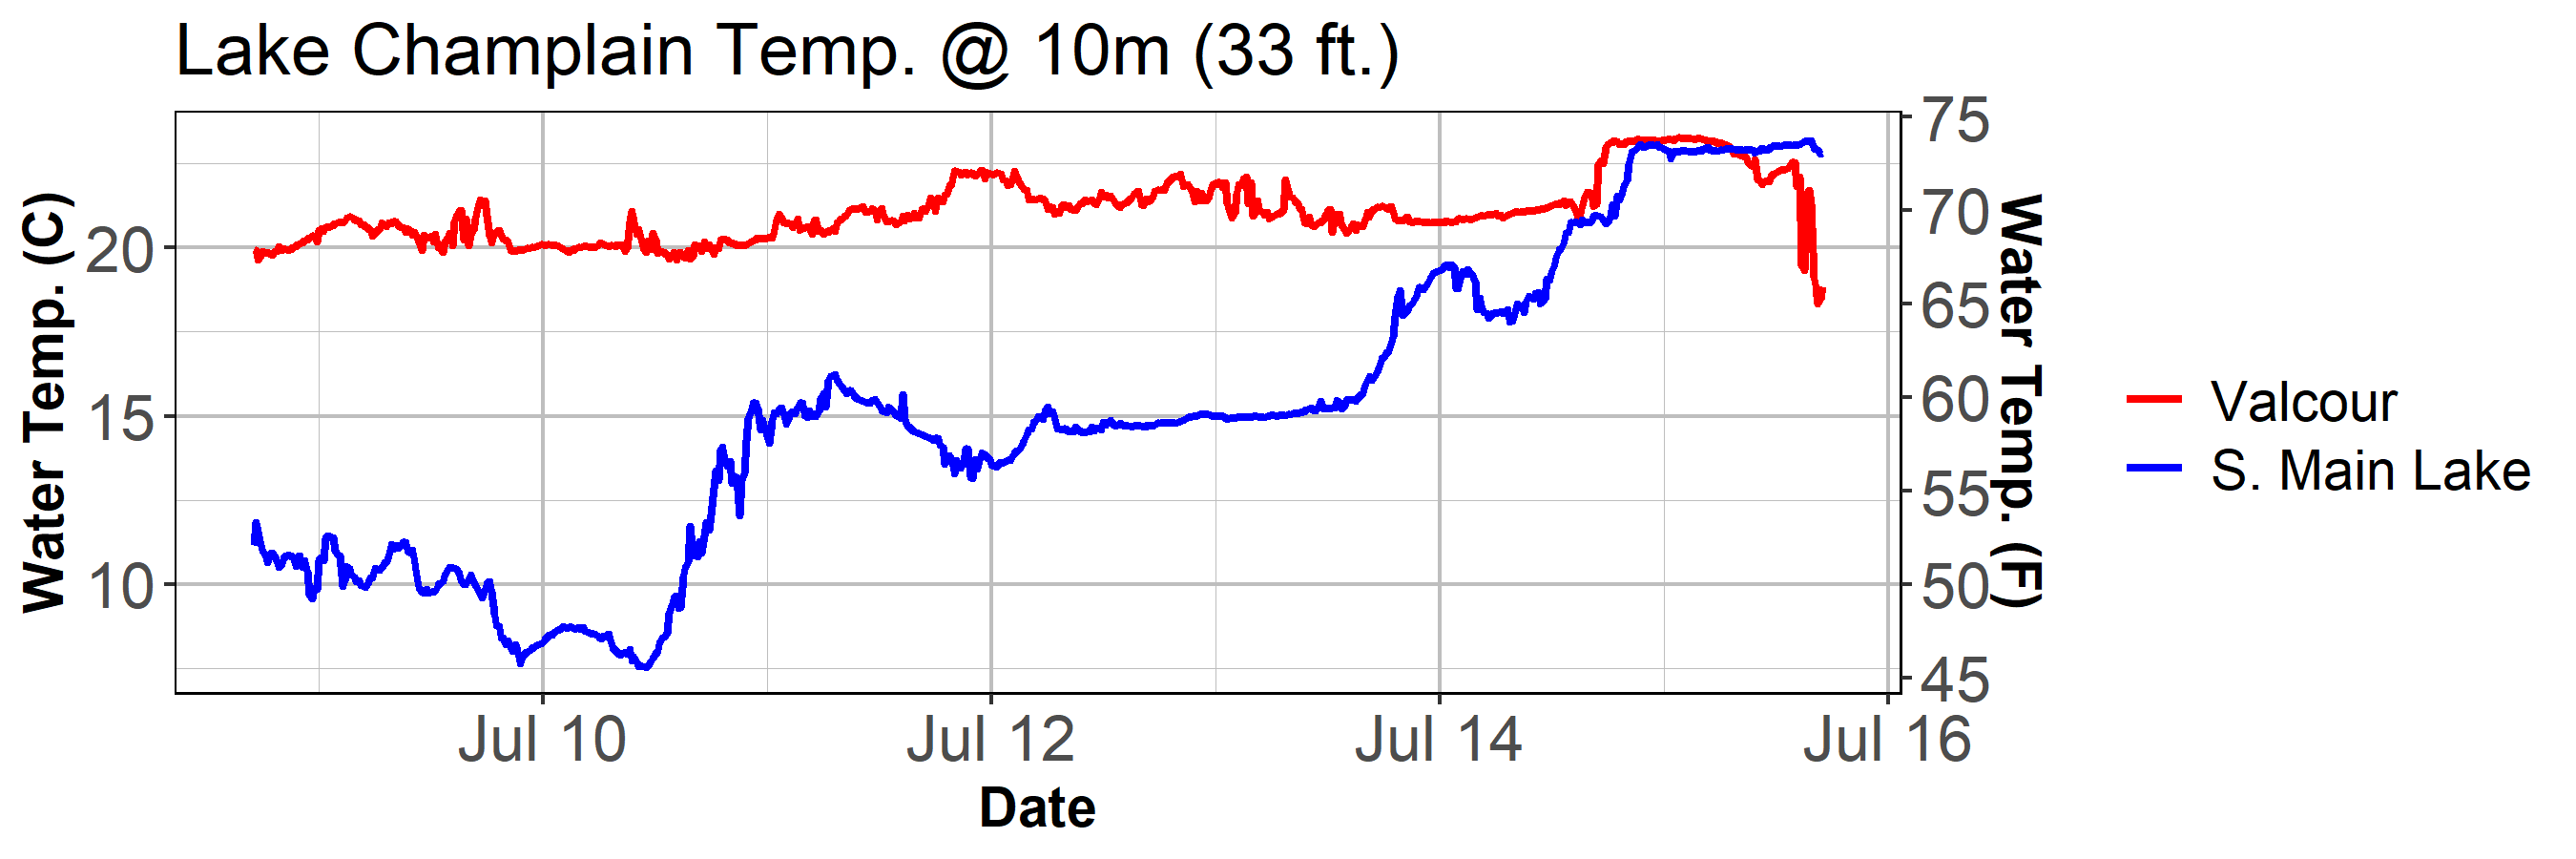 Lake Champlain Temp. @ 10m (33 ft.)
Water Temp. (C)
20
15
10
75
70
65
60
55
50
45
Water Temp. (F)
Jul 10
Jul 12
Jul 14
Jul 16
Date
Valcour
S. Main Lake